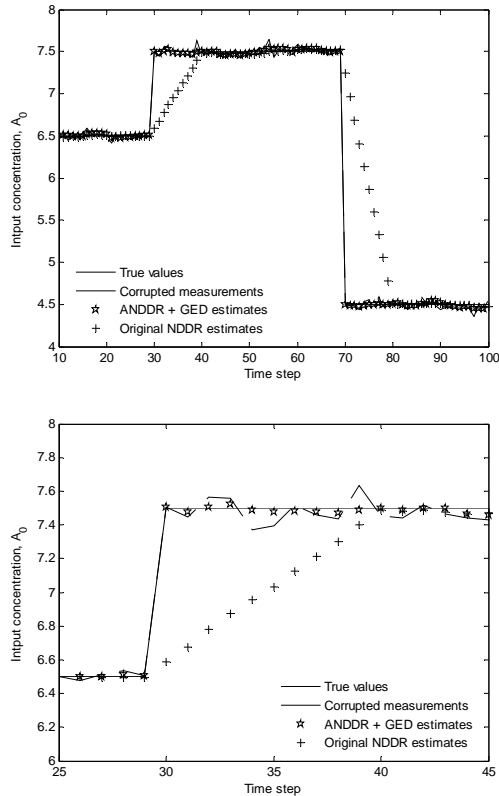 8
7.5
7
6.5
6
5.5
5
4.5
4
Intput concentration, A0
True values
Corrupted measurements
ANDDR + GED estimates
Original NDDR estimates
10 20 30 40 50 60 70 80 90 100
Time step
8
7.8
7.6
7.4
7.2
7
6.8
6.6
6.4
6.2
6
Intput concentration, A0
True values
Corrupted measurements
ANDDR + GED estimates
Original NDDR estimates
25 30 35 40 45
Time step